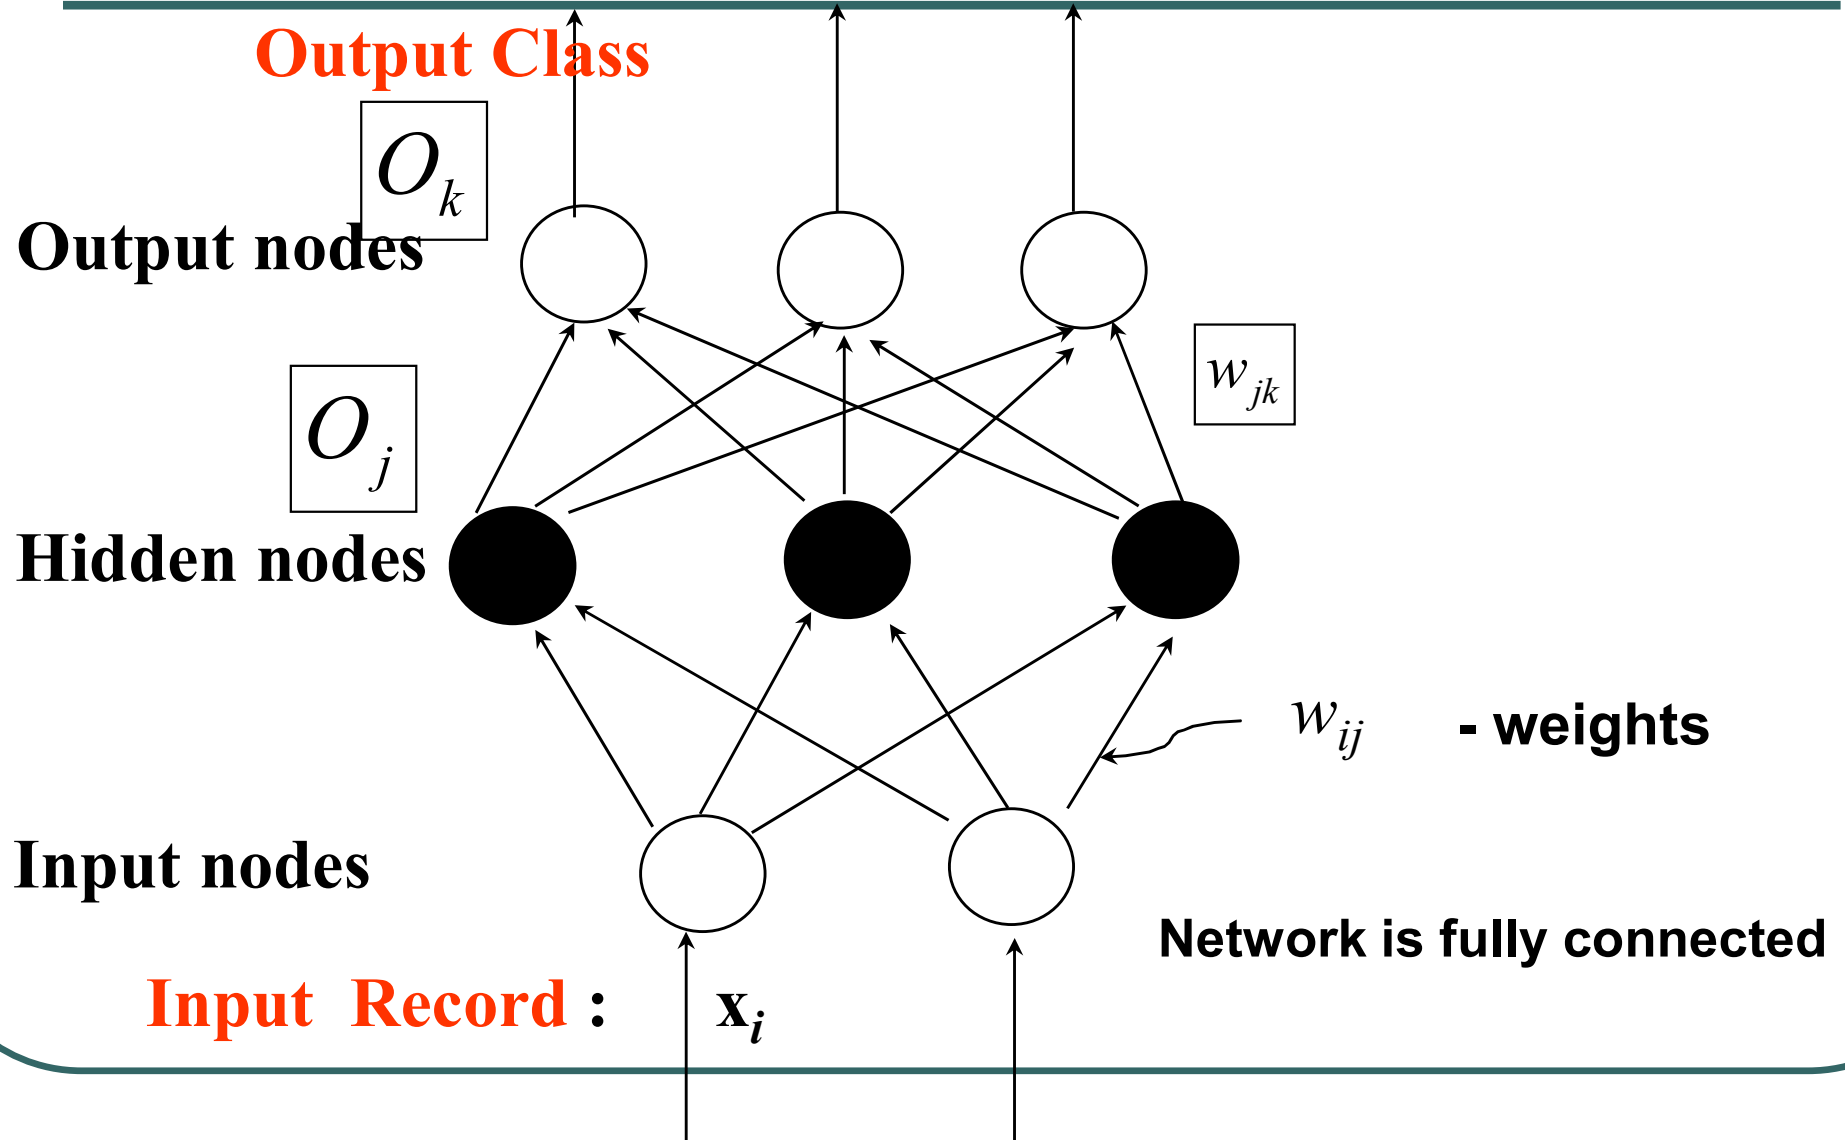 Output Class
O_k
Output nodes
w_jk
O_j
Hidden nodes
w_ij - weights
Input nodes
Network is fully connected
Input Record : x_i